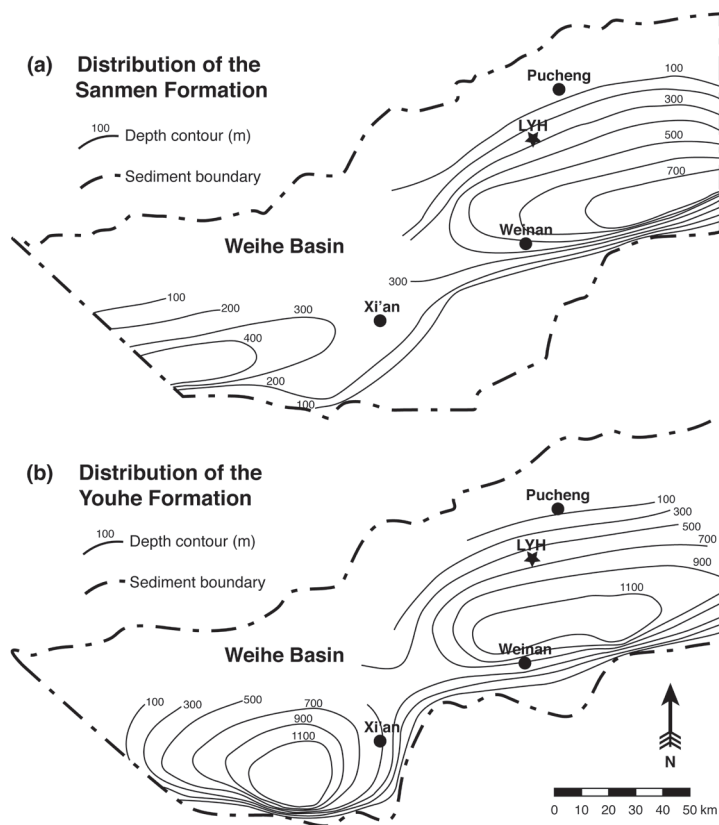 (a) Distribution of the
Sanmen Formation
100 Depth contour (m)
Sediment boundary
Pucheng
100
LYH
300
500
700
Weinan
Weihe Basin
300
Xi'an
100
200
300
400
200
100
(b) Distribution of the
Youhe Formation
100 Depth contour (m)
Sediment boundary
Pucheng
100
300
500
LYH
700
900
1100
Weinan
Weihe Basin
100
300
500
700
900
1100
Xi'an
N
0 10 20 30 40 50 km